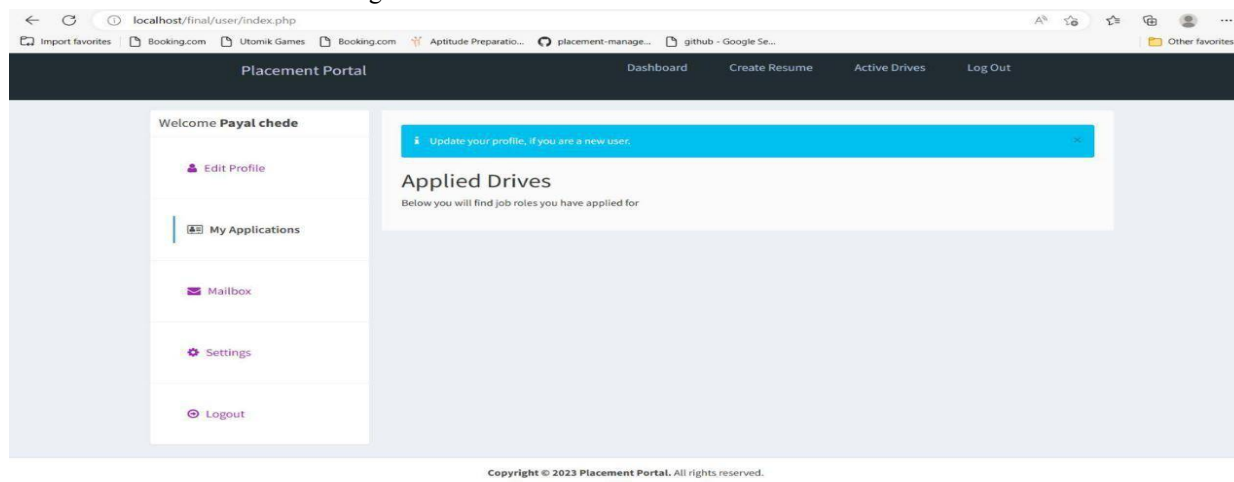 localhost/final/user/index.php
Import favorites Booking.com Utomik Games Booking.com Aptitude Preparatio... placement-manage... github - Google Se... Other favorites
Placement Portal Dashboard Create Resume Active Drives Log Out
Welcome Payal chede
Update your profile, if you are a new user.
Edit Profile
Applied Drives
Below you will find job roles you have applied for
My Applications
Mailbox
Settings
Logout
Copyright © 2023 Placement Portal. All rights reserved.